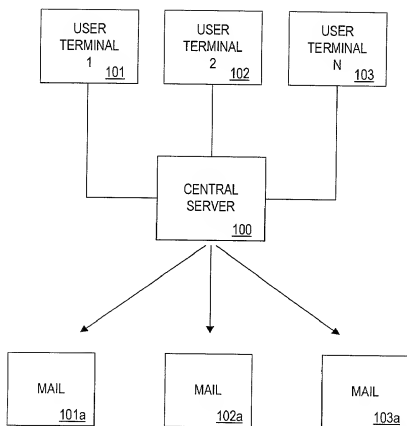 USER
TERMINAL
1
101
USER
TERMINAL
2
102
USER
TERMINAL
N
103
CENTRAL
SERVER
100
MAIL
101a
MAIL
102a
MAIL
103a